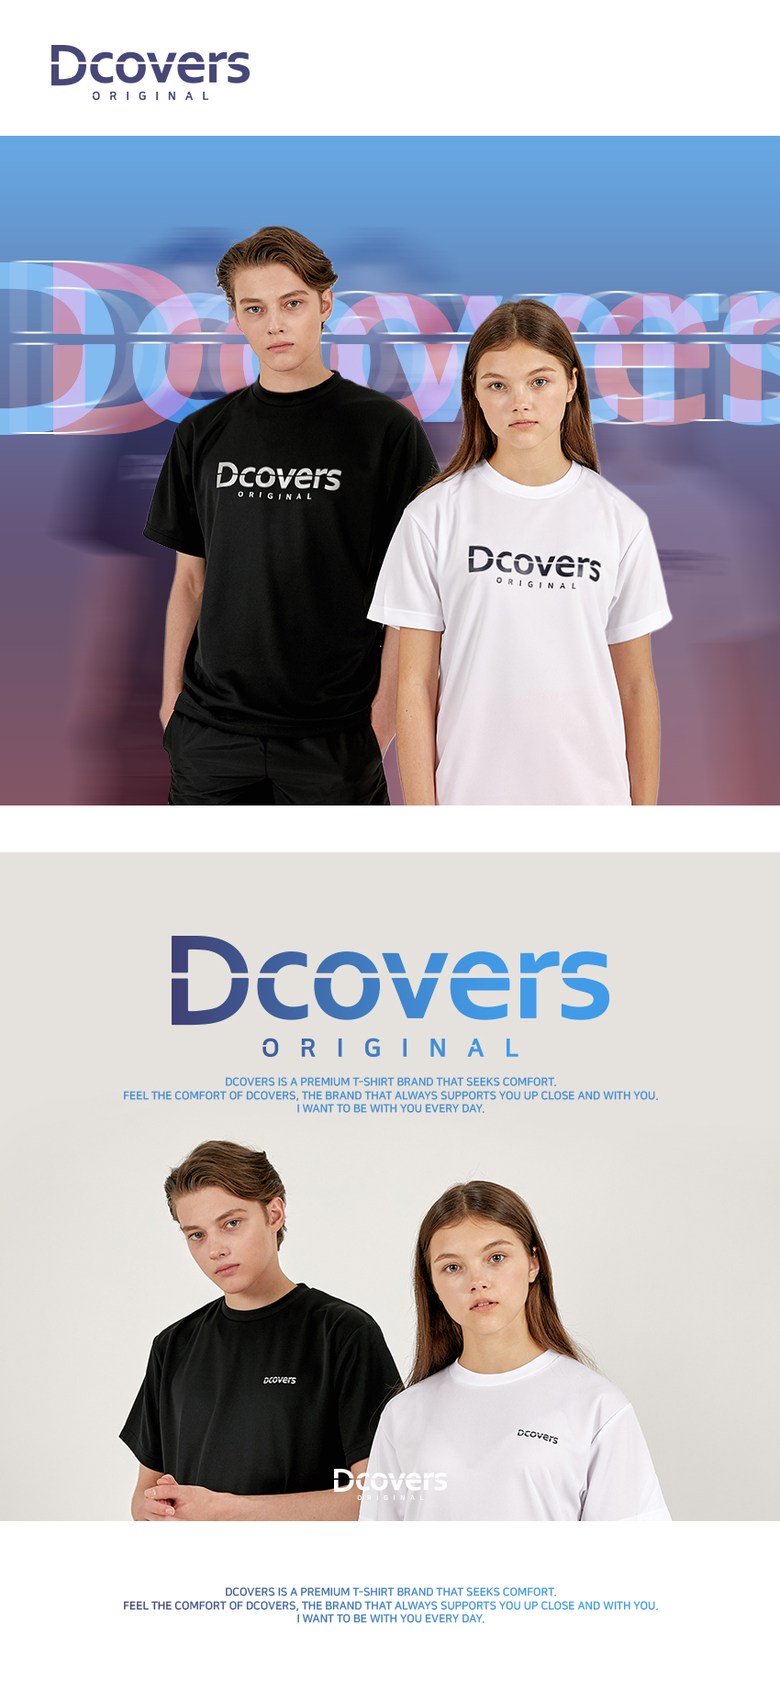 Dcovers
ORIGINAL
Dcovers
Dcovers
ORIGINAL
Dcovers
ORIGINAL
Dcovers
ORIGINAL
DCOVERS IS A PREMIUM T-SHIRT BRAND THAT SEEKS COMFORT.
FEEL THE COMFORT OF DCOVERS, THE BRAND THAT ALWAYS SUPPORTS YOU UP CLOSE AND WITH YOU.
I WANT TO BE WITH YOU EVERY DAY.
Dcovers
Dcovers
Dcovers
ORIGINAL
DCOVERS IS A PREMIUM T-SHIRT BRAND THAT SEEKS COMFORT.
FEEL THE COMFORT OF DCOVERS, THE BRAND THAT ALWAYS SUPPORTS YOU UP CLOSE AND WITH YOU.
I WANT TO BE WITH YOU EVERY DAY.